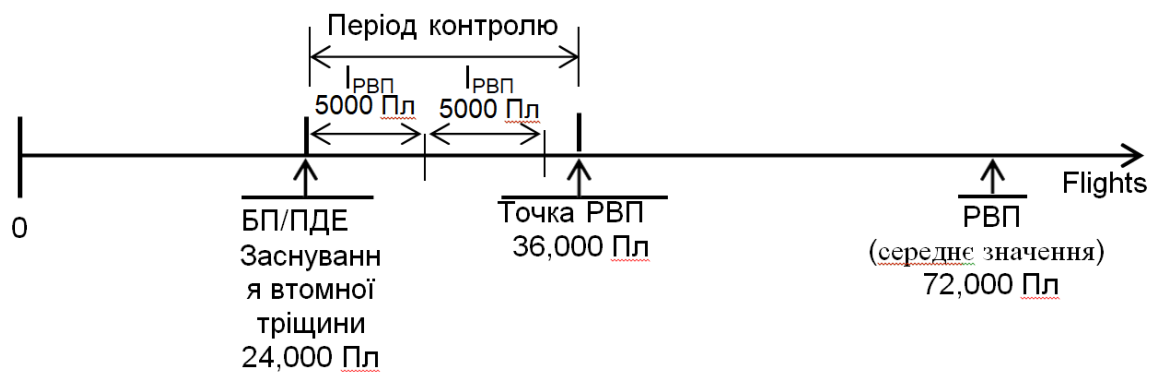 Період контролю
IРВП IРВП
5000 Пл 5000 Пл
Flights
0
БП/ПДЕ
Заснуванн
я втомної
тріщини
24,000 Пл
Точка РВП
36,000 Пл
РВП
(середнє значення)
72,000 Пл